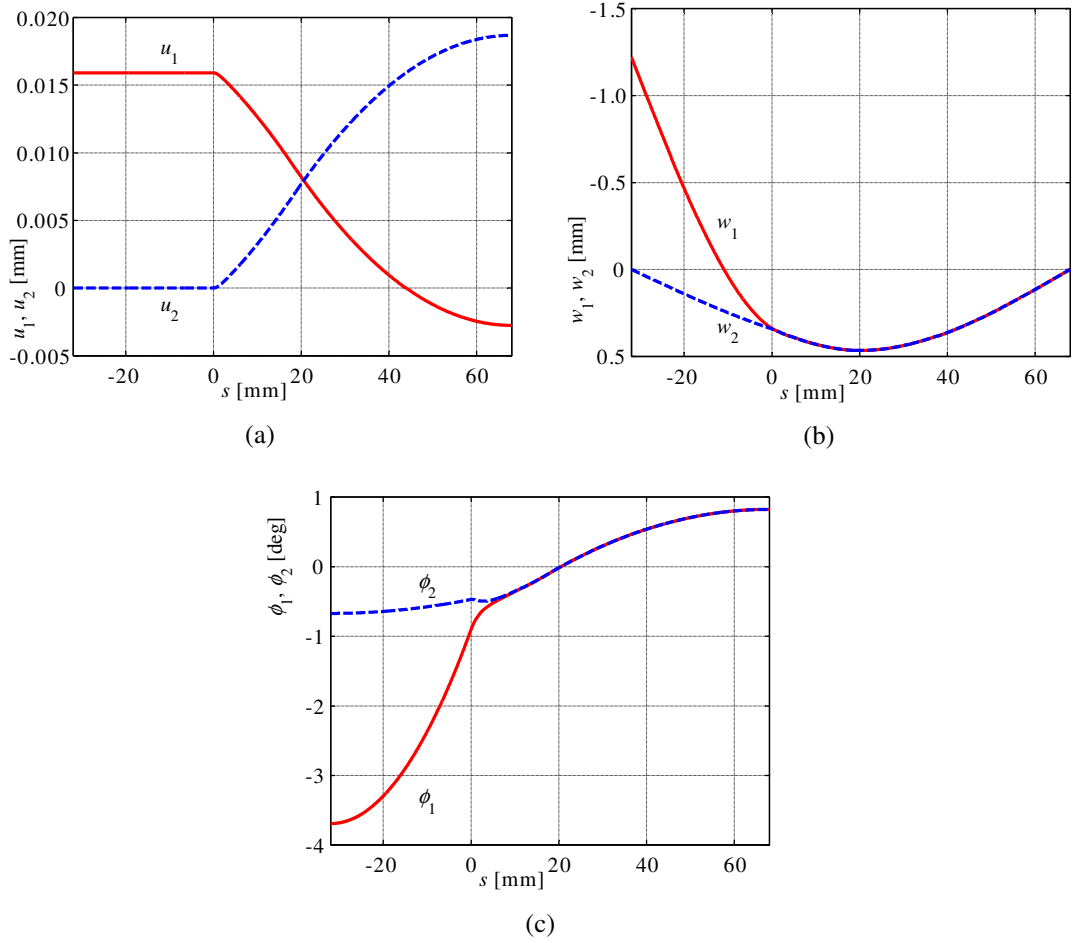 0.020
0.015
0.010
0.005
0
-0.005
u1, u2 [mm]
u1
u2
-20 0 20 40 60
s [mm]
(a)
-1.5
-1.0
-0.5
0
0.5
w1, w2 [mm]
w1
w2
-20 0 20 40 60
s [mm]
(b)
1
0
-1
-2
-3
-4
ϕ1, ϕ2 [deg]
ϕ2
ϕ1
-20 0 20 40 60
s [mm]
(c)